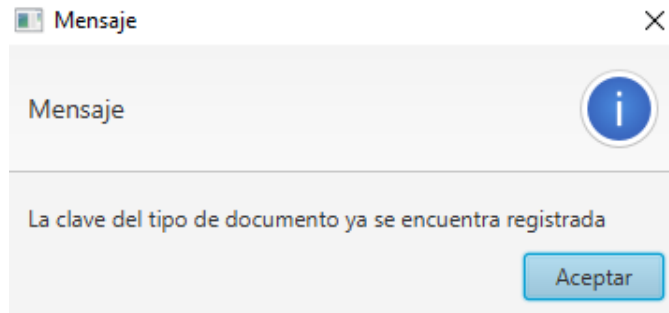 Mensaje
Mensaje
i
La clave del tipo de documento ya se encuentra registrada
Aceptar